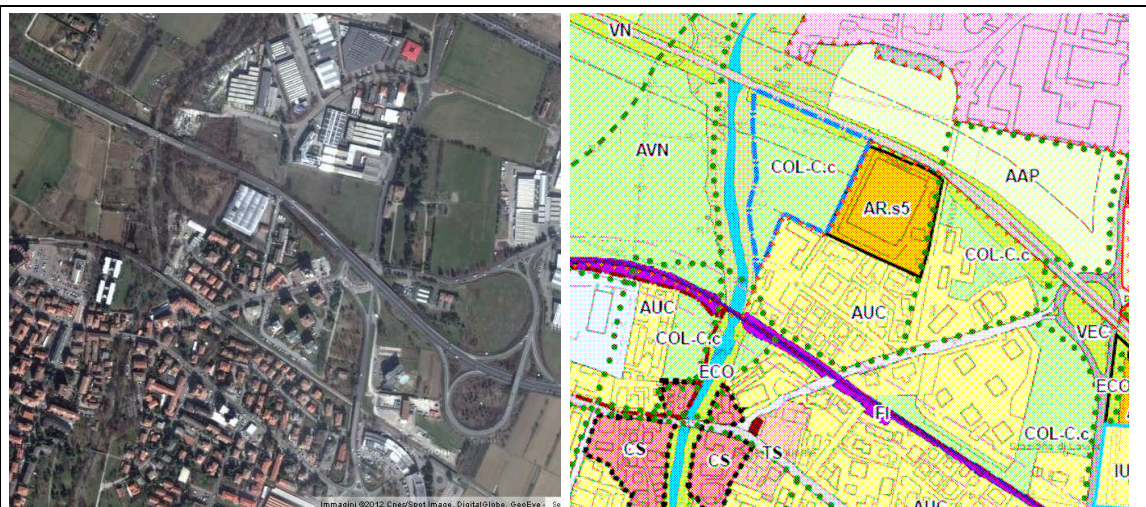 Immagini ©2012 Cnes/Spot Image, DigitalGlobe, GeoEye -
VN
AVN
COL-C.c
AAP
AR.s5
COL-C.c
AUC
AUC
COL-C.c
VEC
ECO
ECO
FI
COL-C.c
CS
CS
TS
IU
AUC